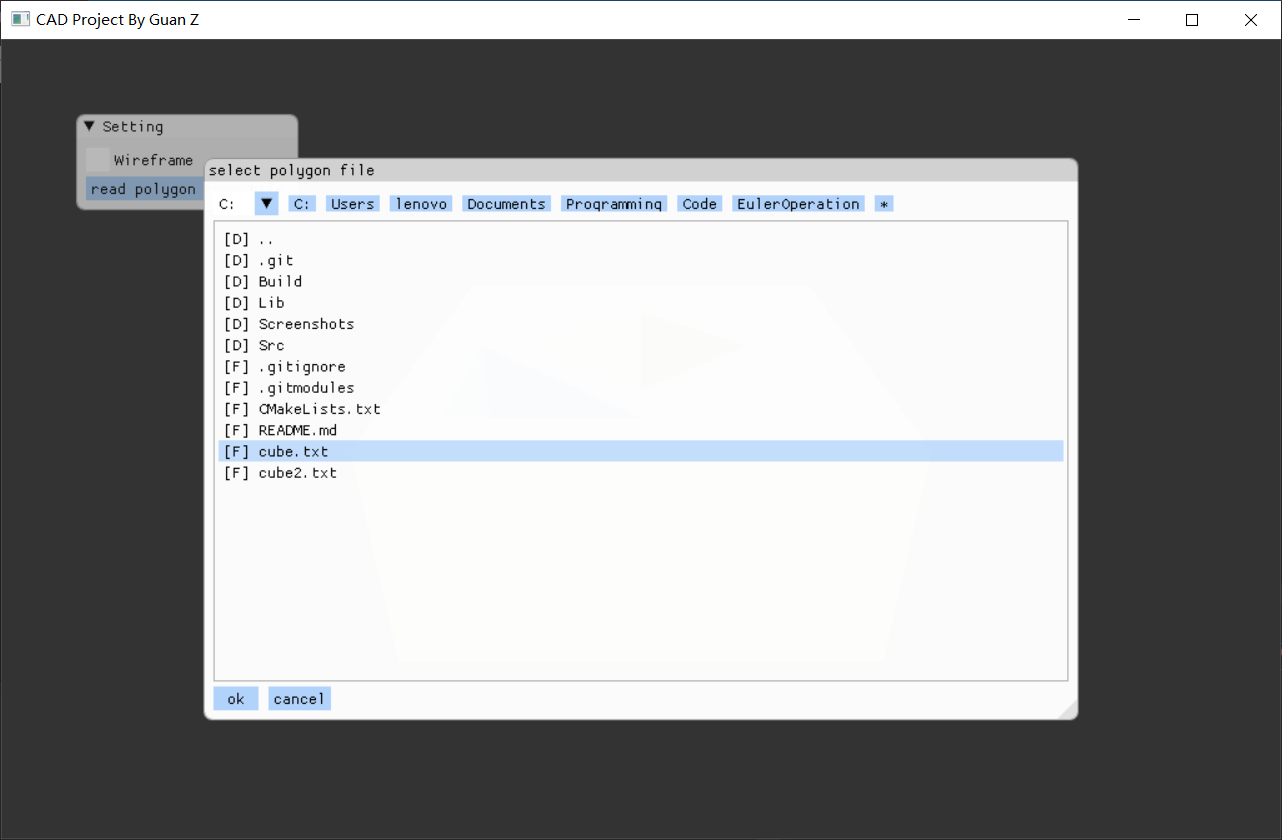 CAD Project By Guan Z
▼ Setting
Wireframe
read polygon
select polygon file
C: ▼ C: Users lenovo Documents Programming Code EulerOperation *
[D] ..
[D] .git
[D] Build
[D] Lib
[D] Screenshots
[D] Src
[F] .gitignore
[F] .gitmodules
[F] CMakeLists.txt
[F] README.md
[F] cube.txt
[F] cube2.txt
ok cancel